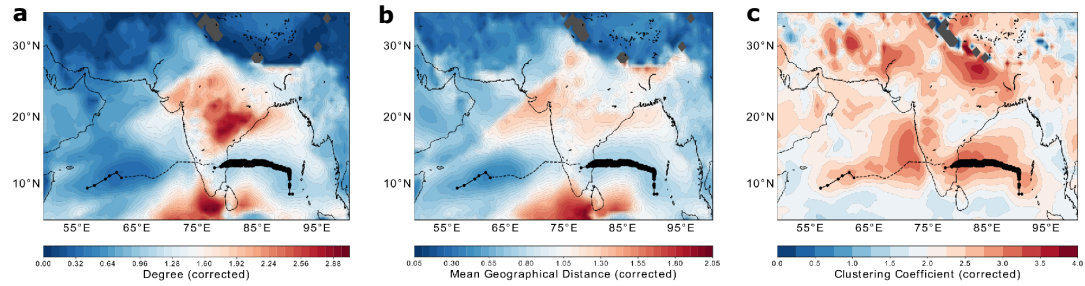 a b c
30°N 30°N 30°N
20°N 20°N 20°N
10°N 10°N 10°N
55°E 65°E 75°E 85°E 95°E 55°E 65°E 75°E 85°E 95°E 55°E 65°E 75°E 85°E 95°E
0.00 0.32 0.64 0.96 1.28 1.60 1.92 2.24 2.56 2.88 0.05 0.30 0.55 0.80 1.05 1.30 1.55 1.80 2.05 0.0 0.5 1.0 1.5 2.0 2.5 3.0 3.5 4.0
Degree (corrected) Mean Geographical Distance (corrected) Clustering Coefficient (corrected)